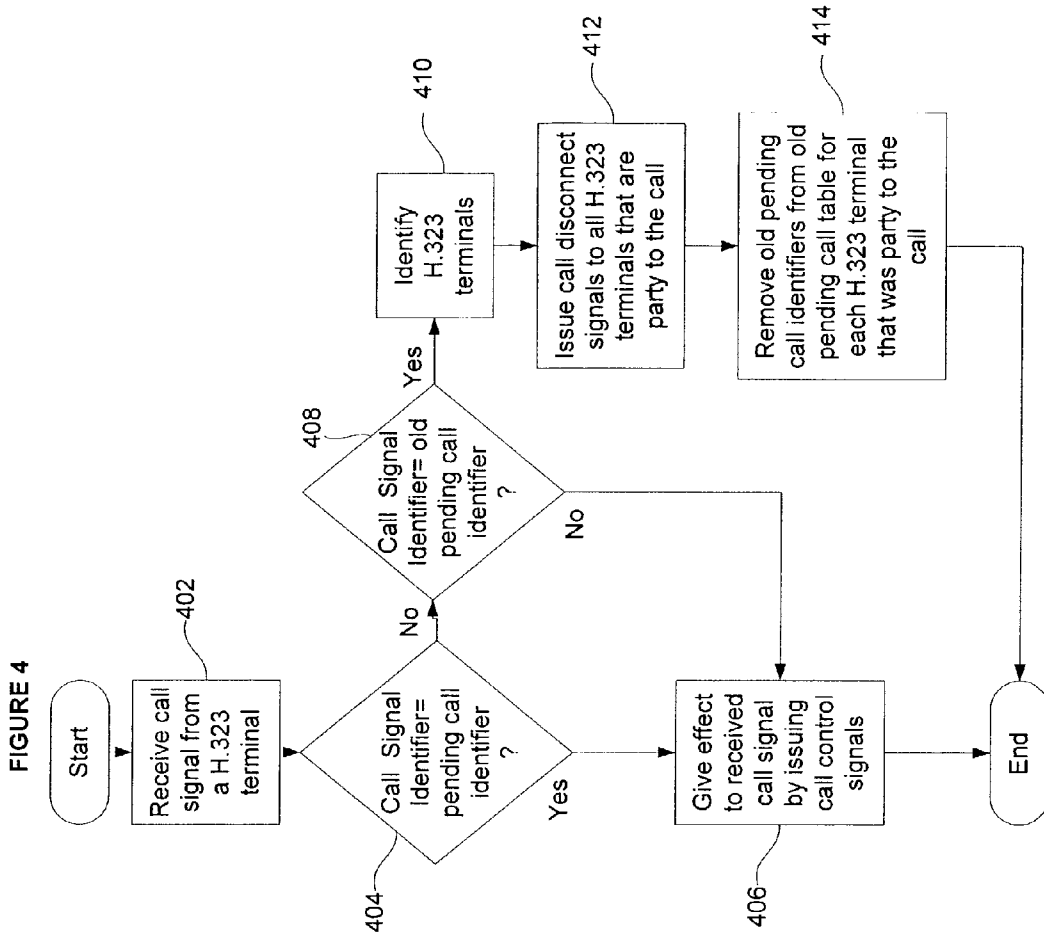 FIGURE 4
Start
Receive call
signal from
a H.323
terminal
402
Call Signal
Identifier=
pending call
identifier
?
404
No
Yes
Call Signal
Identifier= old
pending call
identifier
?
408
Yes
No
Identify
H.323
terminals
410
Issue call disconnect
signals to all H.323
terminals that are
party to the call
412
Remove old pending
call identifiers from old
pending call table for
each H.323 terminal
that was party to the
call
414
Give effect
to received
call signal
by issuing
call control
signals
406
End